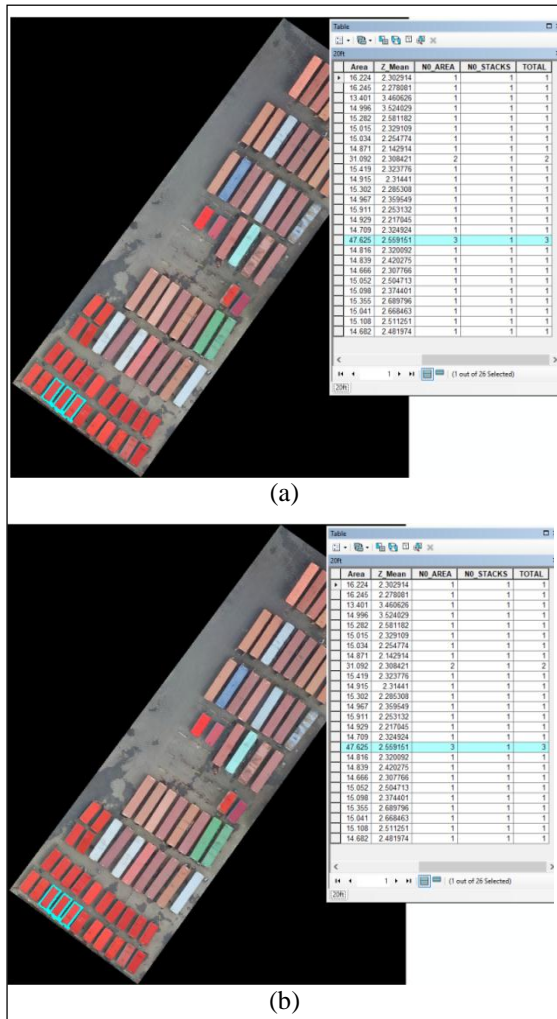 Table
20ft
Area Z_Mean N0_AREA N0_STACKS TOTAL
16.224 2.302914 1 1 1
16.245 2.278081 1 1 1
13.401 3.460626 1 1 1
14.996 3.524029 1 1 1
15.282 2.581182 1 1 1
15.015 2.329109 1 1 1
15.034 2.254774 1 1 1
14.871 2.142914 1 1 1
31.092 2.308421 2 1 2
15.419 2.323776 1 1 1
14.915 2.31441 1 1 1
15.302 2.285308 1 1 1
14.967 2.359549 1 1 1
15.911 2.253132 1 1 1
14.929 2.217045 1 1 1
14.709 2.324924 1 1 1
47.625 2.559151 3 1 3
14.816 2.320092 1 1 1
14.839 2.420275 1 1 1
14.666 2.307766 1 1 1
15.052 2.504713 1 1 1
15.098 2.374401 1 1 1
15.355 2.689796 1 1 1
15.041 2.668463 1 1 1
15.108 2.511251 1 1 1
14.682 2.481974 1 1 1
1 (1 out of 26 Selected)
20ft
(a)
Table
20ft
Area Z_Mean N0_AREA N0_STACKS TOTAL
16.224 2.302914 1 1 1
16.245 2.278081 1 1 1
13.401 3.460626 1 1 1
14.996 3.524029 1 1 1
15.282 2.581182 1 1 1
15.015 2.329109 1 1 1
15.034 2.254774 1 1 1
14.871 2.142914 1 1 1
31.092 2.308421 2 1 2
15.419 2.323776 1 1 1
14.915 2.31441 1 1 1
15.302 2.285308 1 1 1
14.967 2.359549 1 1 1
15.911 2.253132 1 1 1
14.929 2.217045 1 1 1
14.709 2.324924 1 1 1
47.625 2.559151 3 1 3
14.816 2.320092 1 1 1
14.839 2.420275 1 1 1
14.666 2.307766 1 1 1
15.052 2.504713 1 1 1
15.098 2.374401 1 1 1
15.355 2.689796 1 1 1
15.041 2.668463 1 1 1
15.108 2.511251 1 1 1
14.682 2.481974 1 1 1
1 (1 out of 26 Selected)
20ft
(b)